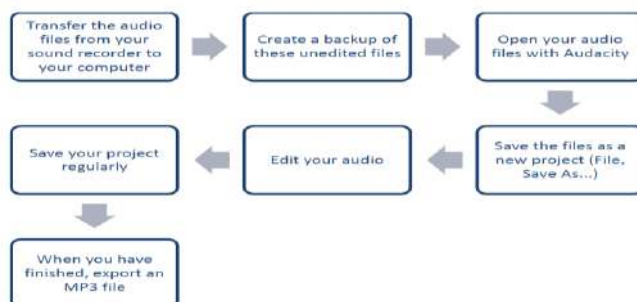 Transfer the audio
files from your
sound recorder to
your computer
Create a backup of
these unedited files
Open your audio
files with Audacity
Save the files as a
new project (File,
Save As...)
Edit your audio
Save your project
regularly
When you have
finished, export an
MP3 file